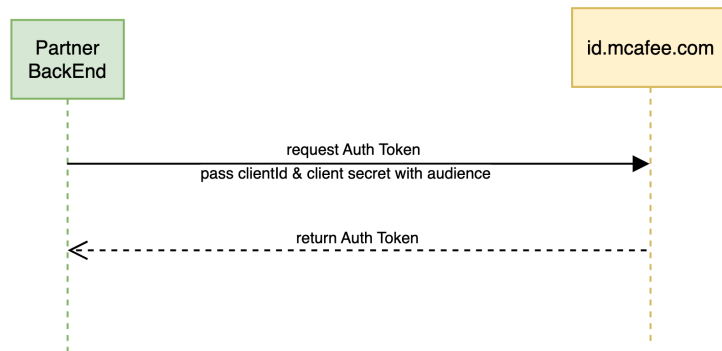 Partner
BackEnd
id.mcafee.com
request Auth Token
pass clientId & client secret with audience
return Auth Token